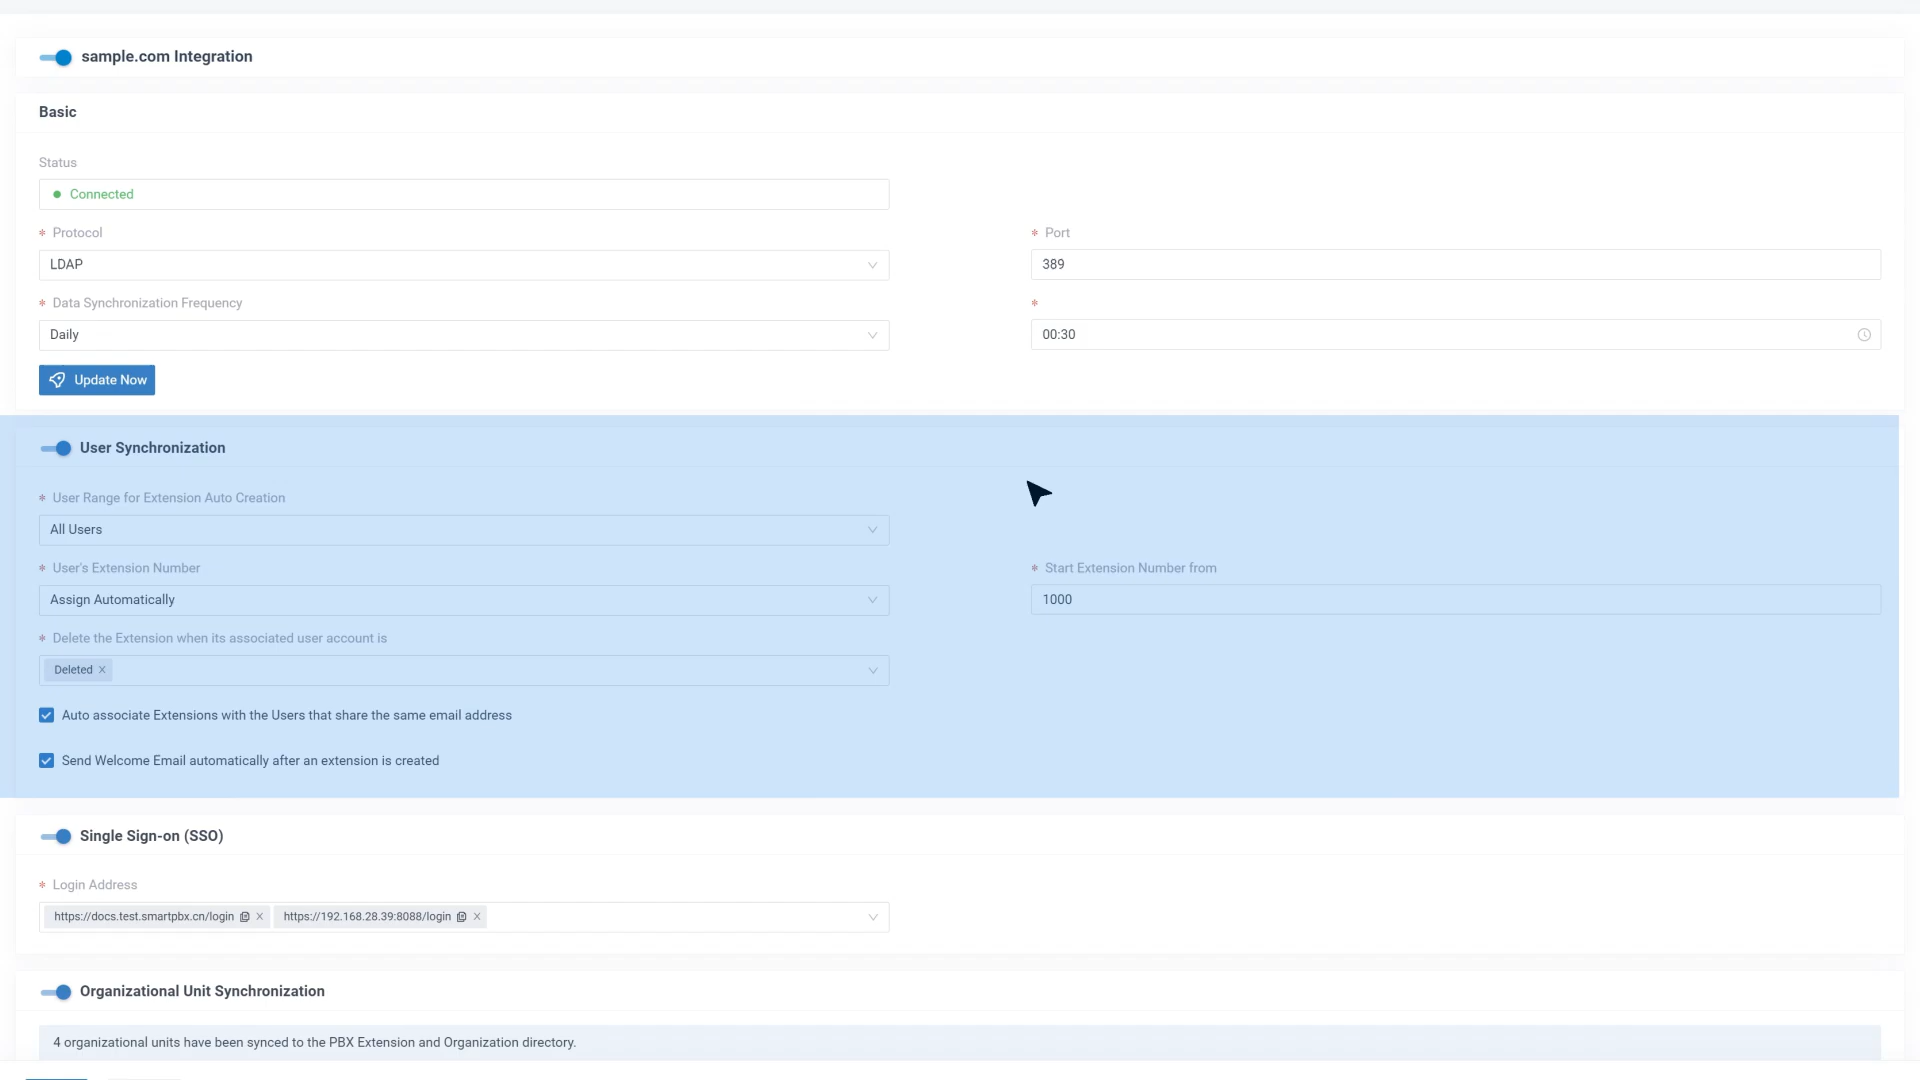 sample.com Integration
Basic
Status
Connected
* Protocol
* Port
LDAP
389
* Data Synchronization Frequency
*
Daily
00:30
Update Now
User Synchronization
* User Range for Extension Auto Creation
All Users
* User's Extension Number
* Start Extension Number from
Assign Automatically
1000
* Delete the Extension when its associated user account is
Deleted
Auto associate Extensions with the Users that share the same email address
Send Welcome Email automatically after an extension is created
Single Sign-on (SSO)
* Login Address
https://docs.test.smartpbx.cn/login https://192.168.28.39:8088/login
Organizational Unit Synchronization
4 organizational units have been synced to the PBX Extension and Organization directory.